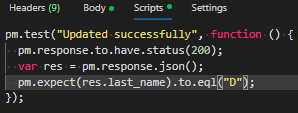 Headers (9) Body Scripts Settings
pm.test("Updated successfully", function () {
pm.response.to.have.status(200);
var res = pm.response.json();
pm.expect(res.last_name).to.eql("D");
});